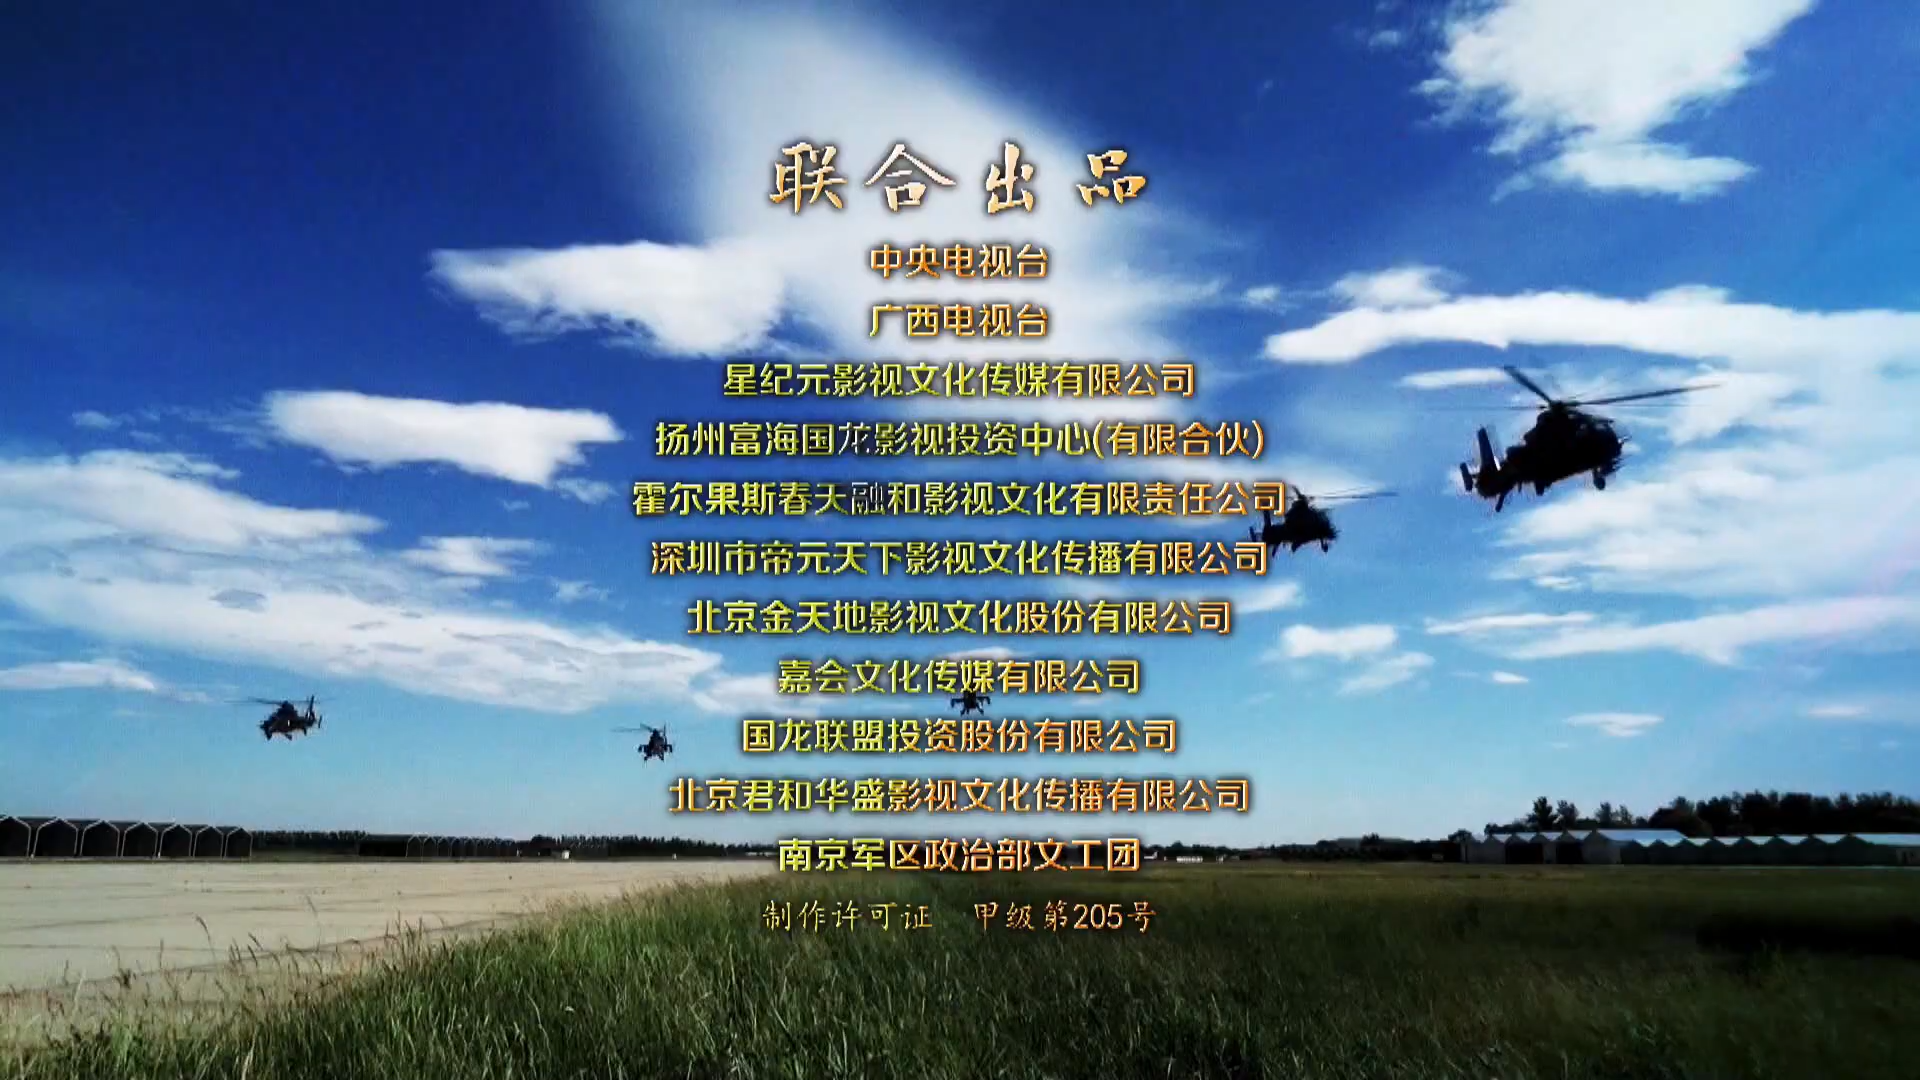 联合出品
中央电视台
广西电视台
星纪元影视文化传媒有限公司
扬州富海国龙影视投资中心(有限合伙)
霍尔果斯春天融和影视文化有限责任公司
深圳市帝元天下影视文化传播有限公司
北京金天地影视文化股份有限公司
嘉会文化传媒有限公司
国龙联盟投资股份有限公司
北京君和华盛影视文化传播有限公司
南京军区政治部文工团
制作许可证 甲级第205号